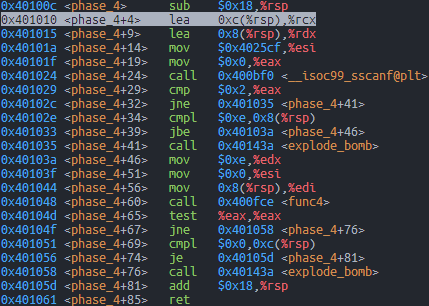 0x40100c <phase_4> sub $0x18,%rsp
0x401010 <phase_4+4> lea 0xc(%rsp),%rcx
0x401015 <phase_4+9> lea 0x8(%rsp),%rdx
0x40101a <phase_4+14> mov $0x4025cf,%esi
0x40101f <phase_4+19> mov $0x0,%eax
0x401024 <phase_4+24> call 0x400bf0 <__isoc99_sscanf@plt>
0x401029 <phase_4+29> cmp $0x2,%eax
0x40102c <phase_4+32> jne 0x401035 <phase_4+41>
0x40102e <phase_4+34> cmpl $0xe,0x8(%rsp)
0x401033 <phase_4+39> jbe 0x40103a <phase_4+46>
0x401035 <phase_4+41> call 0x40143a <explode_bomb>
0x40103a <phase_4+46> mov $0xe,%edx
0x40103f <phase_4+51> mov $0x0,%esi
0x401044 <phase_4+56> mov 0x8(%rsp),%edi
0x401048 <phase_4+60> call 0x400fce <func4>
0x40104d <phase_4+65> test %eax,%eax
0x40104f <phase_4+67> jne 0x401058 <phase_4+76>
0x401051 <phase_4+69> cmpl $0x0,0xc(%rsp)
0x401056 <phase_4+74> je 0x40105d <phase_4+81>
0x401058 <phase_4+76> call 0x40143a <explode_bomb>
0x40105d <phase_4+81> add $0x18,%rsp
0x401061 <phase_4+85> ret